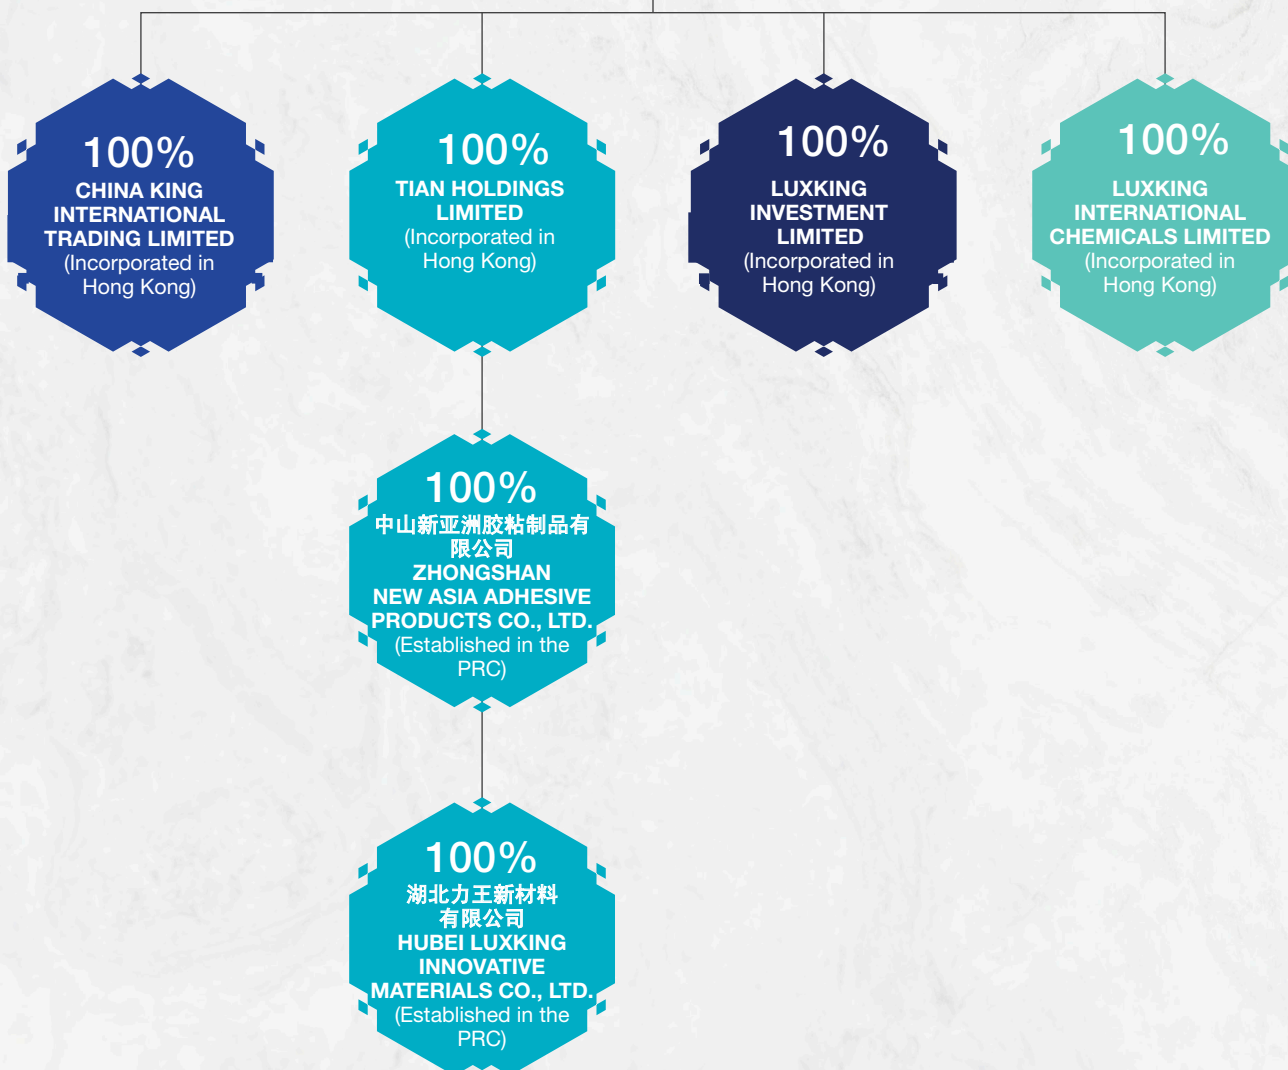 100%
CHINA KING
INTERNATIONAL
TRADING LIMITED
(Incorporated in
Hong Kong)
100%
TIAN HOLDINGS
LIMITED
(Incorporated in
Hong Kong)
100%
LUXKING
INVESTMENT
LIMITED
(Incorporated in
Hong Kong)
100%
LUXKING
INTERNATIONAL
CHEMICALS LIMITED
(Incorporated in
Hong Kong)
100%
中山新亚洲胶粘制品有
限公司
ZHONGSHAN
NEW ASIA ADHESIVE
PRODUCTS CO., LTD.
(Established in the
PRC)
100%
湖北力王新材料
有限公司
HUBEI LUXKING
INNOVATIVE
MATERIALS CO., LTD.
(Established in the
PRC)